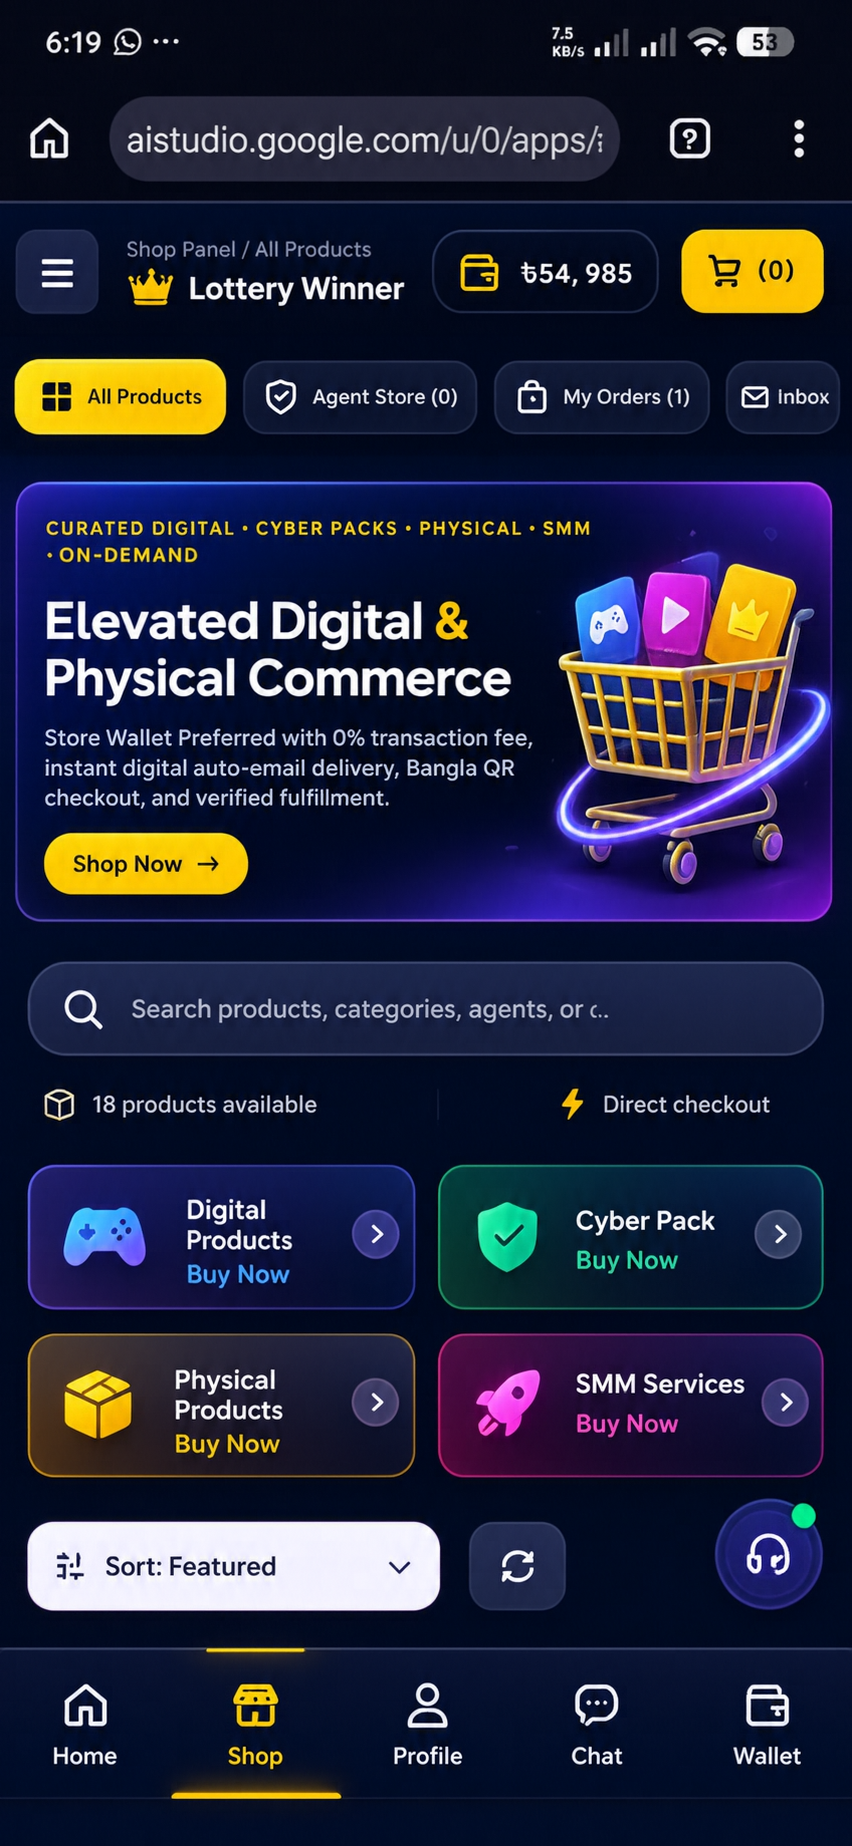 6:19
7.5
KB/s
53
aistudio.google.com/u/0/apps/
Shop Panel / All Products
Lottery Winner
৳54, 985
(0)
All Products
Agent Store (0)
My Orders (1)
Inbox
CURATED DIGITAL • CYBER PACKS • PHYSICAL • SMM
• ON-DEMAND
Elevated Digital &
Physical Commerce
Store Wallet Preferred with 0% transaction fee,
instant digital auto-email delivery, Bangla QR
checkout, and verified fulfillment.
Shop Now →
Search products, categories, agents, or c..
18 products available
Direct checkout
Digital
Products
Buy Now
Cyber Pack
Buy Now
Physical
Products
Buy Now
SMM Services
Buy Now
Sort: Featured
Home
Shop
Profile
Chat
Wallet